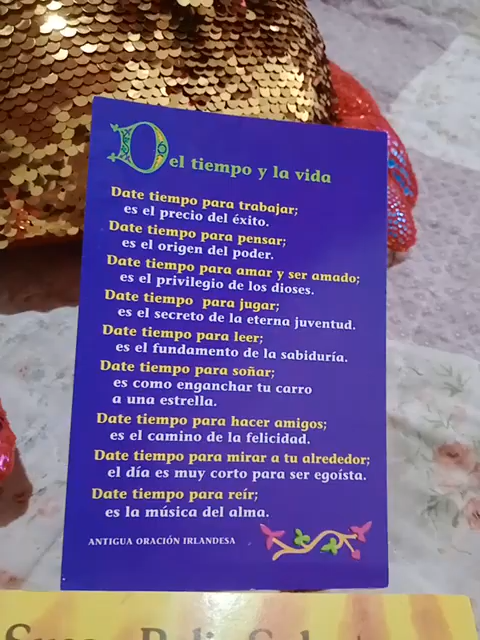 Del tiempo y la vida
Date tiempo para trabajar;
es el precio del éxito.
Date tiempo para pensar;
es el origen del poder.
Date tiempo para amar y ser amado;
es el privilegio de los dioses.
Date tiempo para jugar;
es el secreto de la eterna juventud.
Date tiempo para leer;
es el fundamento de la sabiduría.
Date tiempo para soñar;
es como enganchar tu carro
a una estrella.
Date tiempo para hacer amigos;
es el camino de la felicidad.
Date tiempo para mirar a tu alrededor;
el día es muy corto para ser egoísta.
Date tiempo para reír;
es la música del alma.
ANTIGUA ORACIÓN IRLANDESA